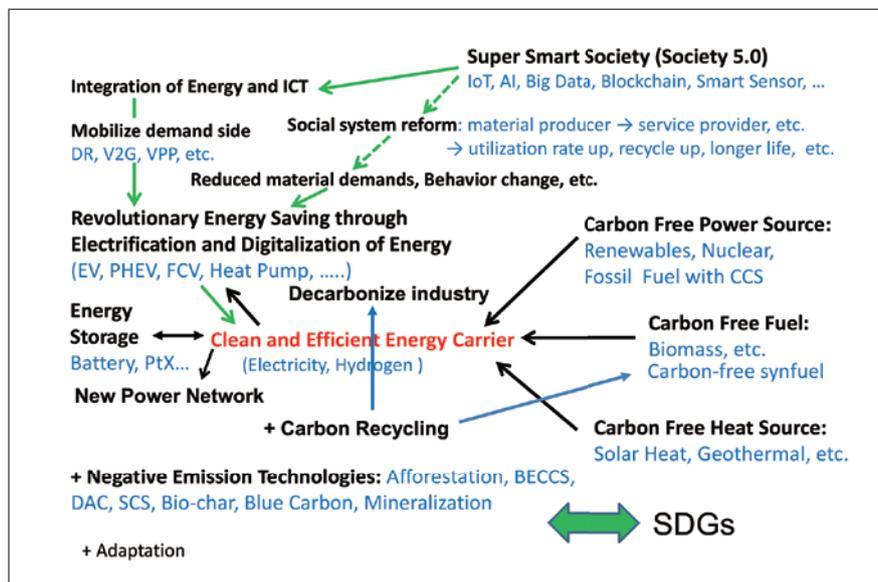 Super Smart Society (Society 5.0)
IoT, AI, Big Data, Blockchain, Smart Sensor, ...
Integration of Energy and ICT
Mobilize demand side
DR, V2G, VPP, etc.
Social system reform: material producer → service provider, etc.
→ utilization rate up, recycle up, longer life, etc.
Reduced material demands, Behavior change, etc.
Revolutionary Energy Saving through
Electrification and Digitalization of Energy
(EV, PHEV, FCV, Heat Pump, .....)
Carbon Free Power Source:
Renewables, Nuclear,
Fossil Fuel with CCS
Decarbonize industry
Energy
Storage
Battery, PtX...
Clean and Efficient Energy Carrier
(Electricity, Hydrogen )
Carbon Free Fuel:
Biomass, etc.
Carbon-free synfuel
New Power Network
+ Carbon Recycling
Carbon Free Heat Source:
Solar Heat, Geothermal, etc.
+ Negative Emission Technologies: Afforestation, BECCS,
DAC, SCS, Bio-char, Blue Carbon, Mineralization
SDGs
+ Adaptation